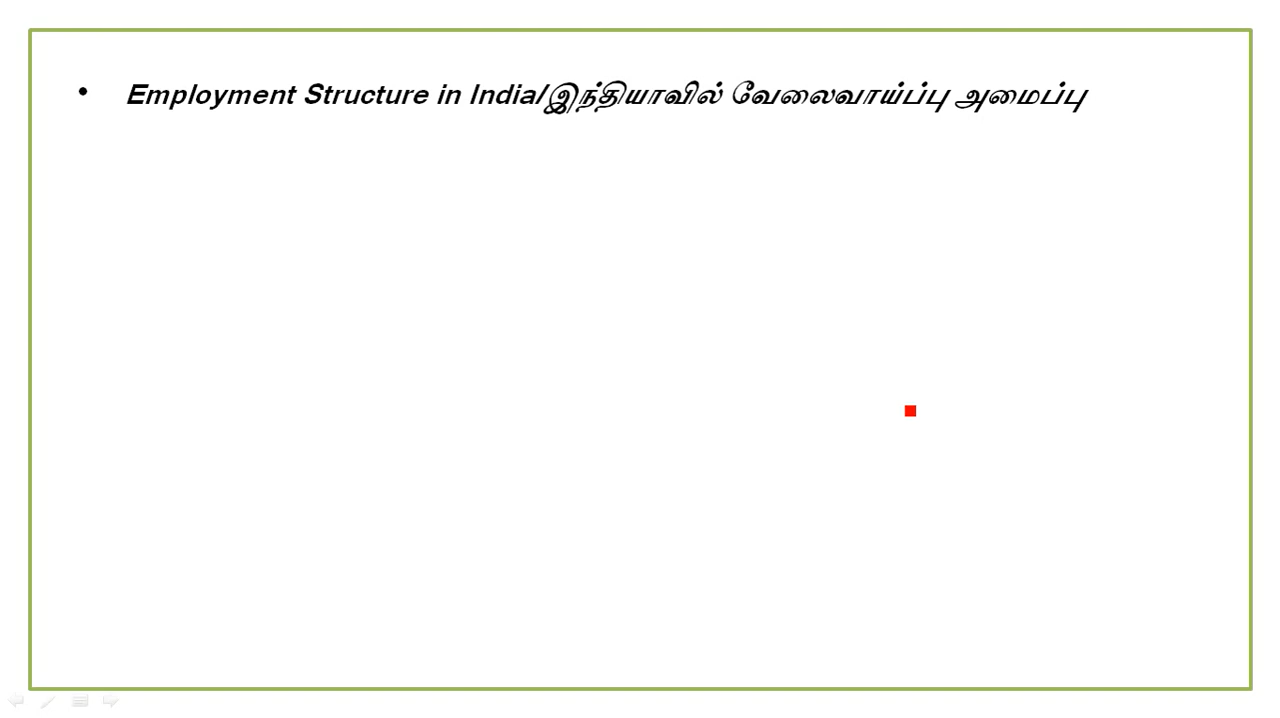 • Employment Structure in India/இந்தியாவில் வேலைவாய்ப்பு அமைப்பு